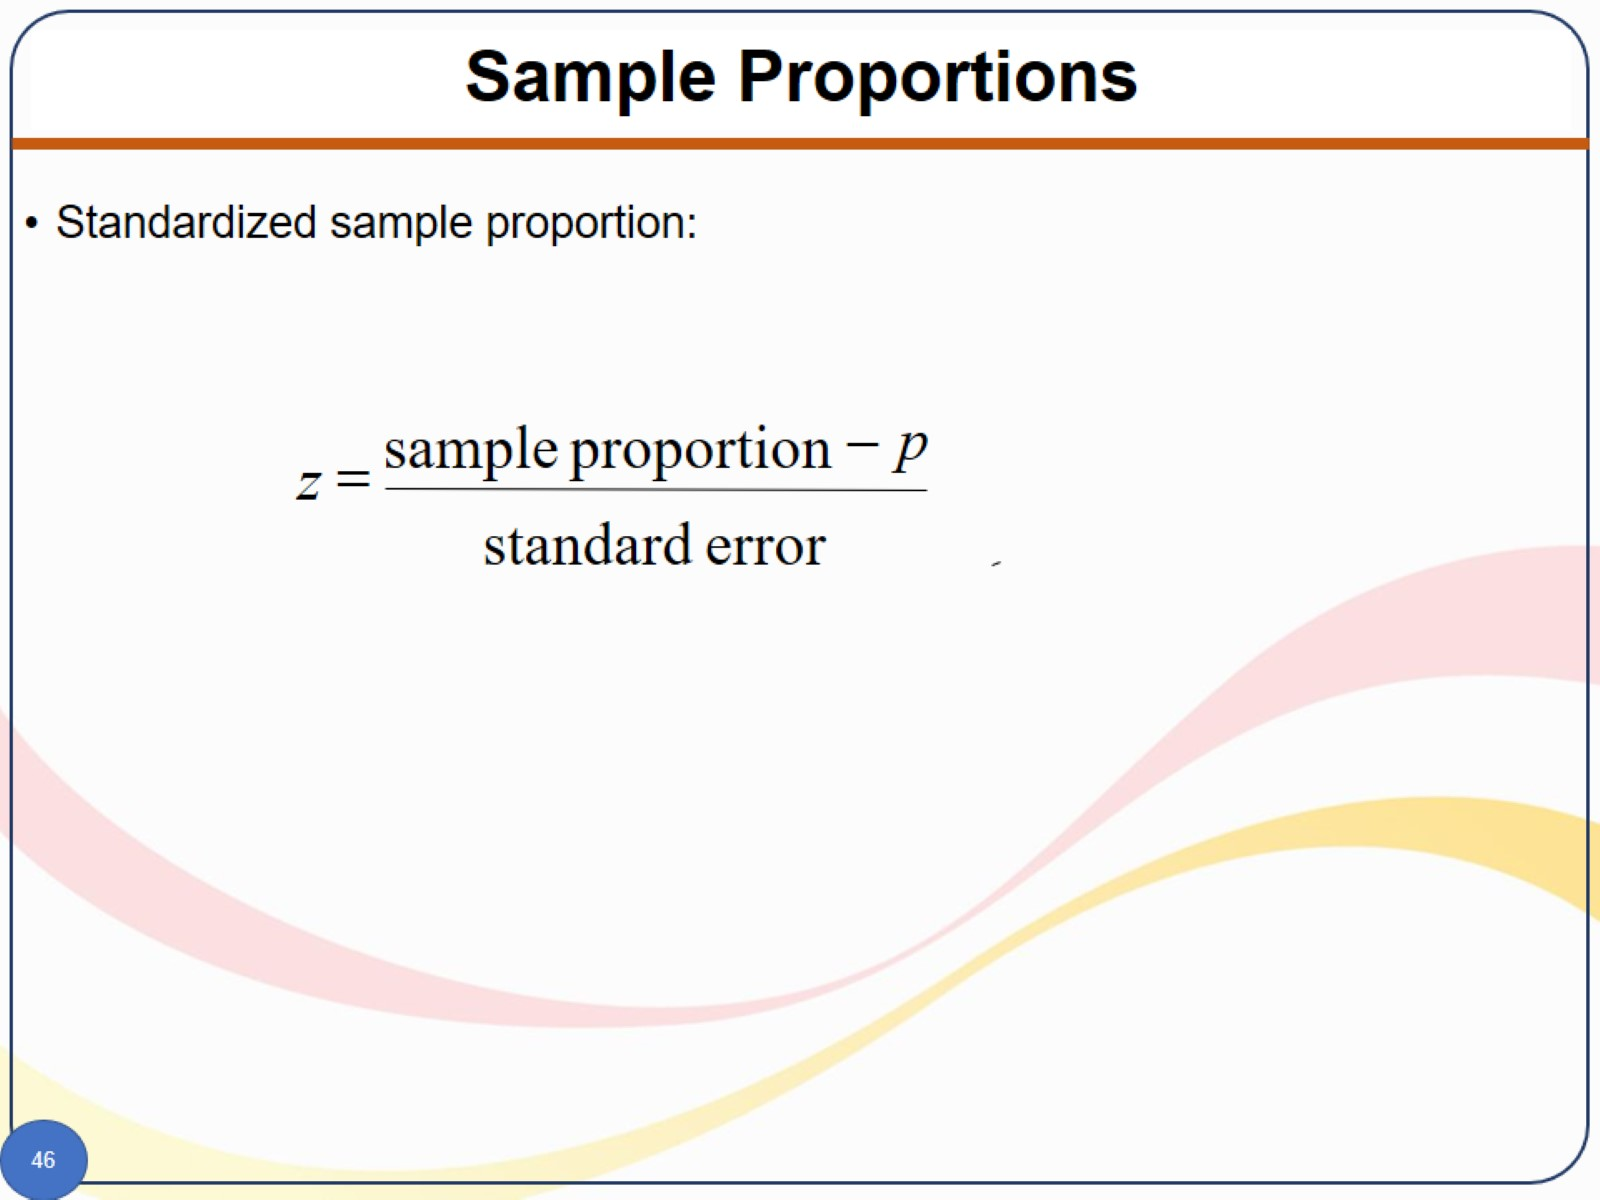 Sample Proportions
• Standardized sample proportion:
z = sample proportion − p
standard error
46